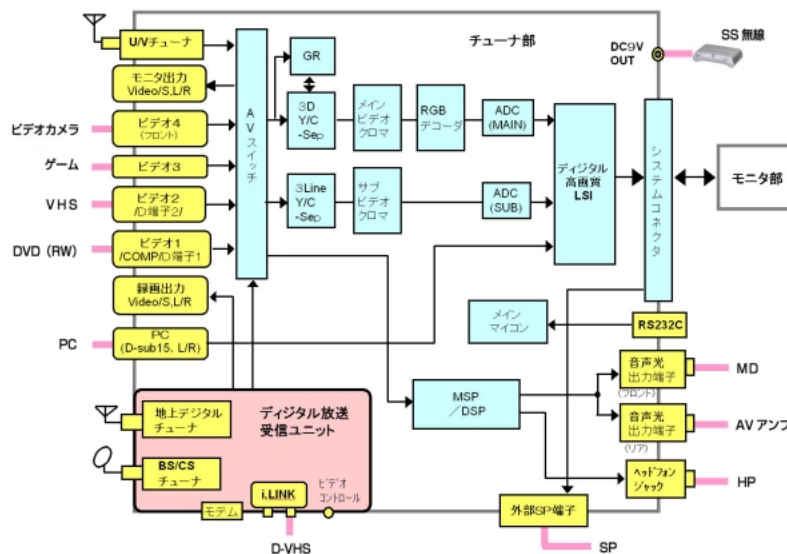 チューナ部
SS 無線
DC9V
OUT
U/Vチューナ
モニタ出力
Video/S,L/R
ビデオカメラ
ビデオ4
(フロント)
ゲーム
ビデオ3
VHS
ビデオ2
/D端子2/
DVD (RW)
ビデオ1
/COMP/D端子1
録画出力
Video/S,L/R
PC
PC
(D-sub15, L/R)
AVスイッチ
GR
3D
Y/C
-Sep
メイン
ビデオ
クロマ
RGB
デコーダ
ADC
(MAIN)
3Line
Y/C
-Sep
サブ
ビデオ
クロマ
ADC
(SUB)
ディジタル
高画質
LSI
システムコネクタ
モニタ部
メイン
マイコン
RS232C
MSP
/DSP
音声光
出力端子
(フロント)
MD
音声光
出力端子
(リア)
AVアンプ
ヘッドフォン
ジャック
HP
外部SP端子
SP
地上デジタル
チューナ
ディジタル放送
受信ユニット
BS/CS
チューナ
i.LINK
ビデオ
コントロール
モデム
D-VHS